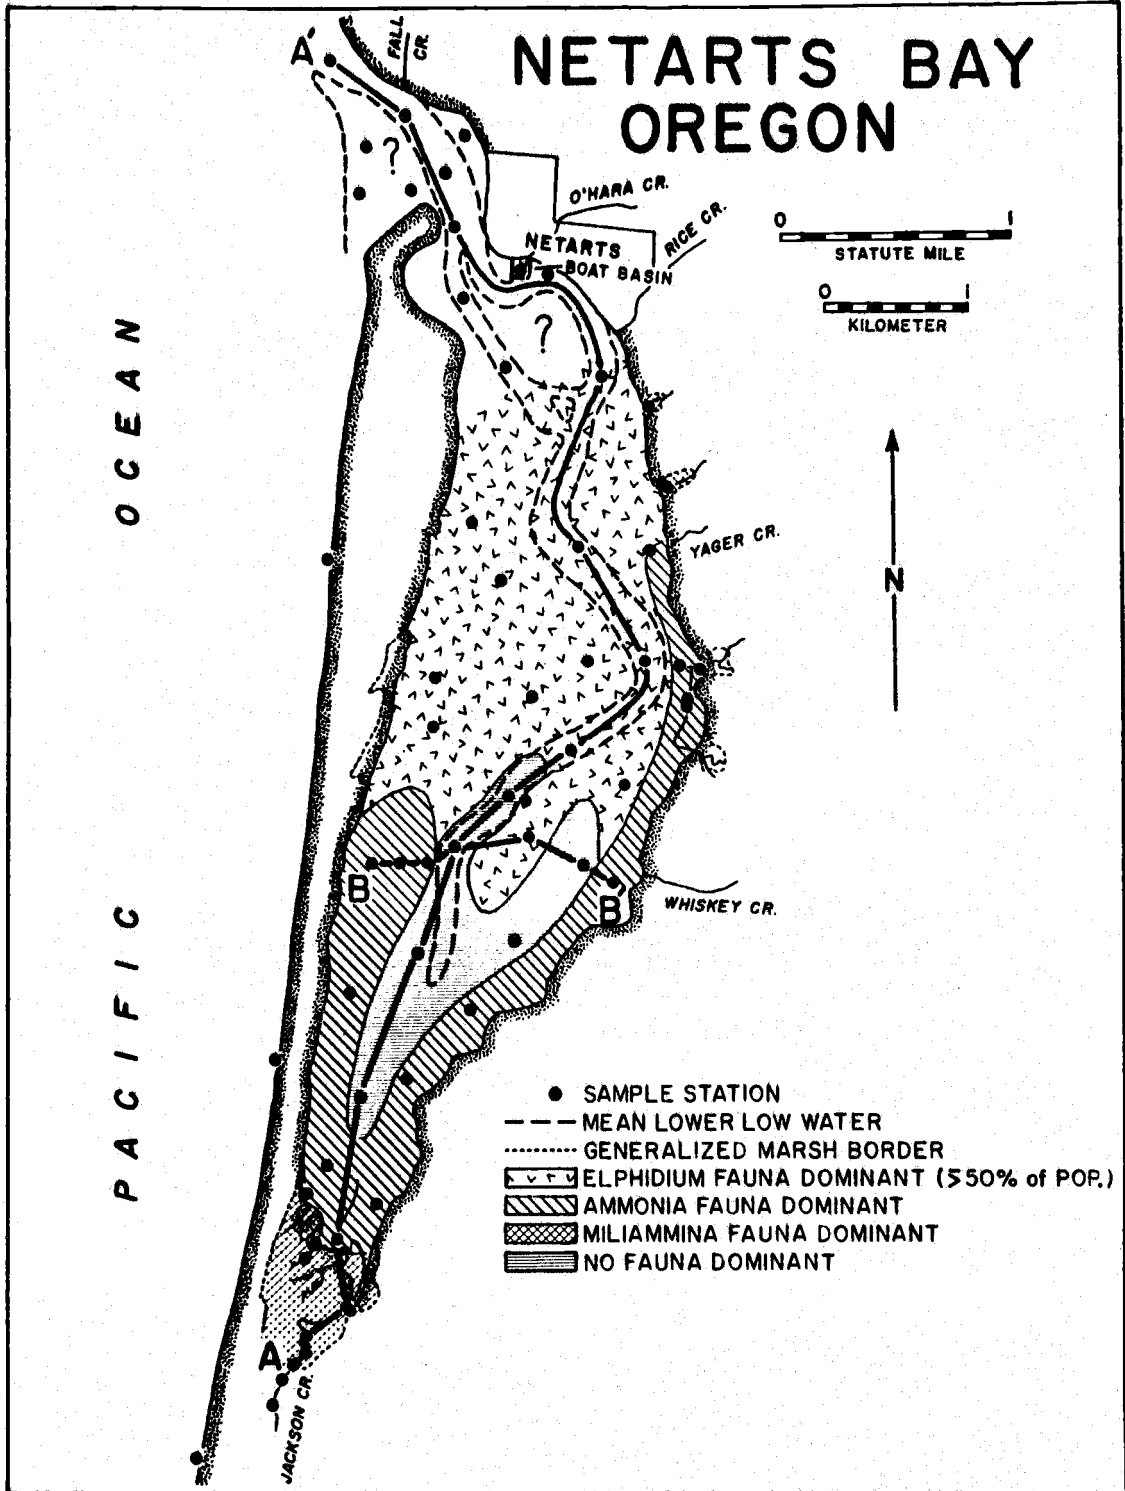 NETARTS BAY
OREGON
A'
FALL
CR.
?
O'HARA CR.
RICE CR.
NETARTS
BOAT BASIN
0 1
STATUTE MILE
0 1
KILOMETER
?
OCEAN
YAGER CR.
N
B
B'
WHISKEY CR.
PACIFIC
SAMPLE STATION
MEAN LOWER LOW WATER
GENERALIZED MARSH BORDER
ELPHIDIUM FAUNA DOMINANT (≥50% of POP.)
AMMONIA FAUNA DOMINANT
MILIAMMINA FAUNA DOMINANT
NO FAUNA DOMINANT
A
JACKSON CR.